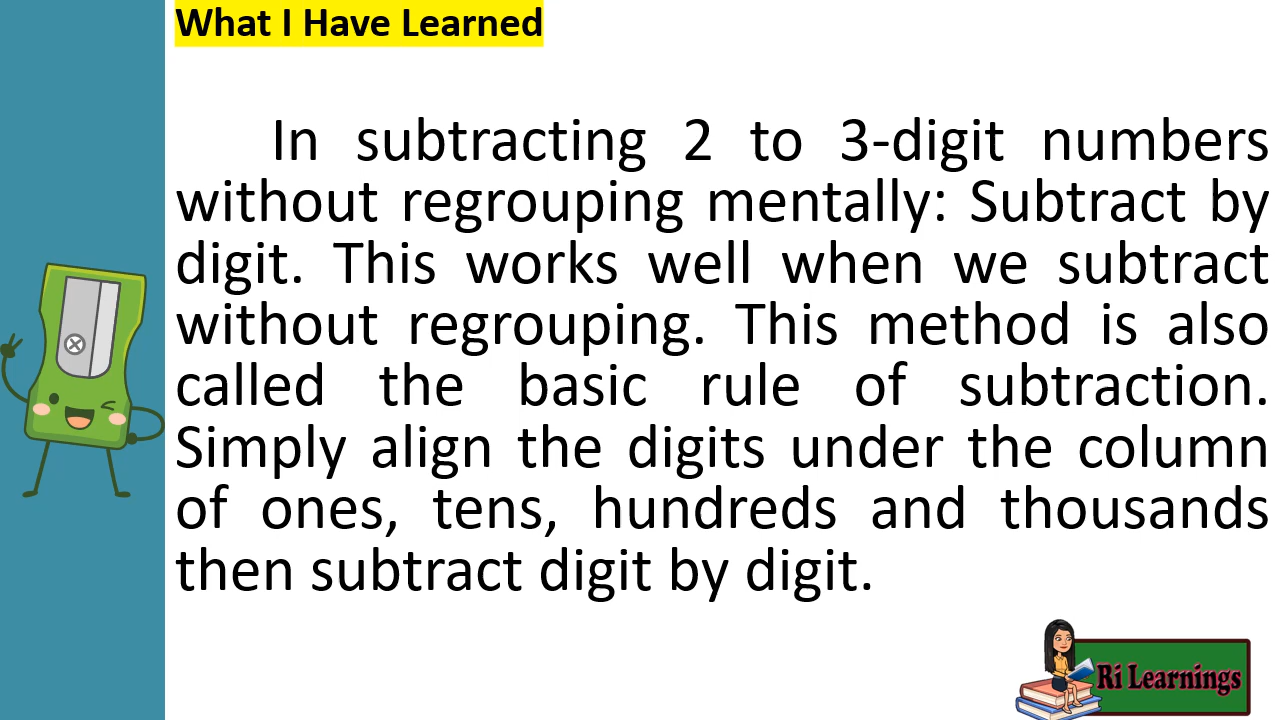 What I Have Learned
In subtracting 2 to 3-digit numbers
without regrouping mentally: Subtract by
digit. This works well when we subtract
without regrouping. This method is also
called the basic rule of subtraction.
Simply align the digits under the column
of ones, tens, hundreds and thousands
then subtract digit by digit.
Ri Learnings